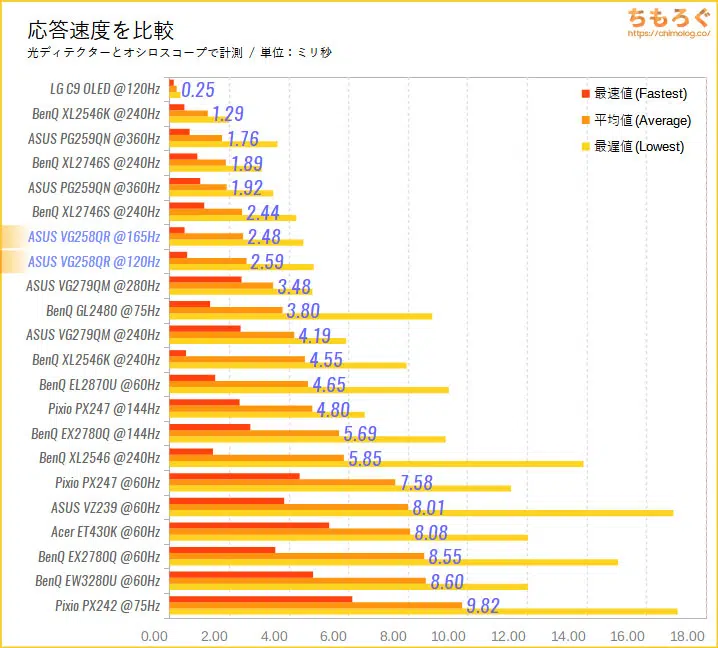 応答速度を比較
光ディテクターとオシロスコープで計測 / 単位：ミリ秒
ちもろぐ
https://chimolog.co/
最速値 (Fastest)
平均値 (Average)
最遅値 (Lowest)
LG C9 OLED @120Hz 0.25
BenQ XL2546K @240Hz 1.29
ASUS PG259QN @360Hz 1.76
BenQ XL2746S @240Hz 1.89
ASUS PG259QN @360Hz 1.92
BenQ XL2746S @240Hz 2.44
ASUS VG258QR @165Hz 2.48
ASUS VG258QR @120Hz 2.59
ASUS VG279QM @280Hz 3.48
BenQ GL2480 @75Hz 3.80
ASUS VG279QM @240Hz 4.19
BenQ XL2546K @240Hz 4.55
BenQ EL2870U @60Hz 4.65
Pixio PX247 @144Hz 4.80
BenQ EX2780Q @144Hz 5.69
BenQ XL2546 @240Hz 5.85
Pixio PX247 @60Hz 7.58
ASUS VZ239 @60Hz 8.01
Acer ET430K @60Hz 8.08
BenQ EX2780Q @60Hz 8.55
BenQ EW3280U @60Hz 8.60
Pixio PX242 @75Hz 9.82
0.00 2.00 4.00 6.00 8.00 10.00 12.00 14.00 16.00 18.00